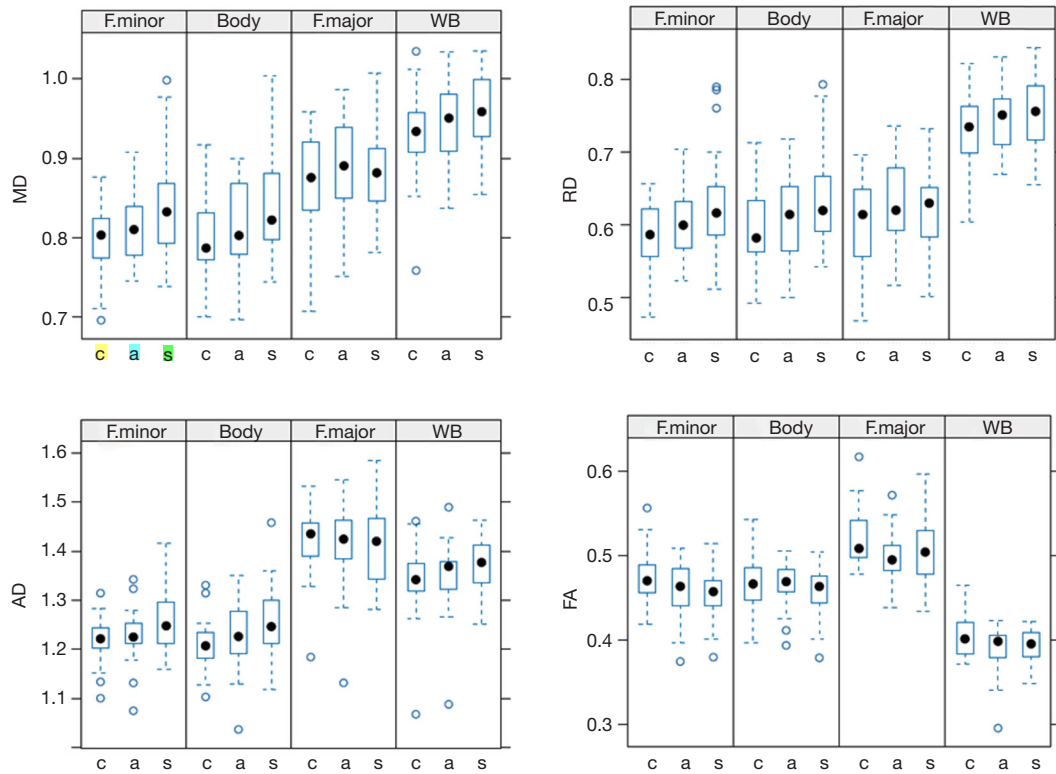 F.minor Body F.major WB
1.0
0.9
0.8
0.7
MD
c a s c a s c a s c a s
F.minor Body F.major WB
0.8
0.7
0.6
0.5
RD
c a s c a s c a s c a s
F.minor Body F.major WB
1.6
1.5
1.4
1.3
1.2
1.1
AD
c a s c a s c a s c a s
F.minor Body F.major WB
0.6
0.5
0.4
0.3
FA
c a s c a s c a s c a s